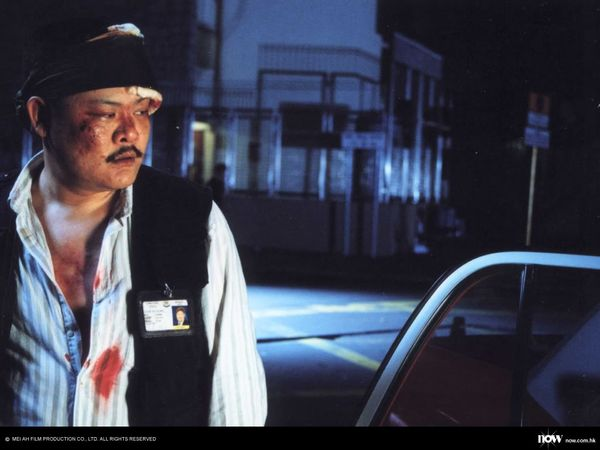 © MEI AH FILM PRODUCTION CO., LTD. ALL RIGHTS RESERVED
now now.com.hk